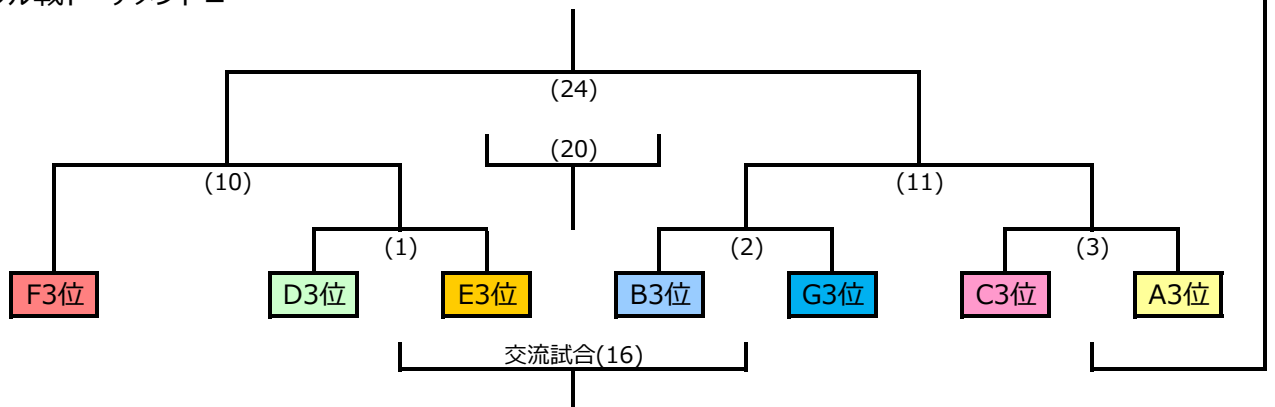 (24)
(20)
(10)
(11)
(1)
(2)
(3)
F3位
D3位
E3位
B3位
G3位
C3位
A3位
交流試合(16)